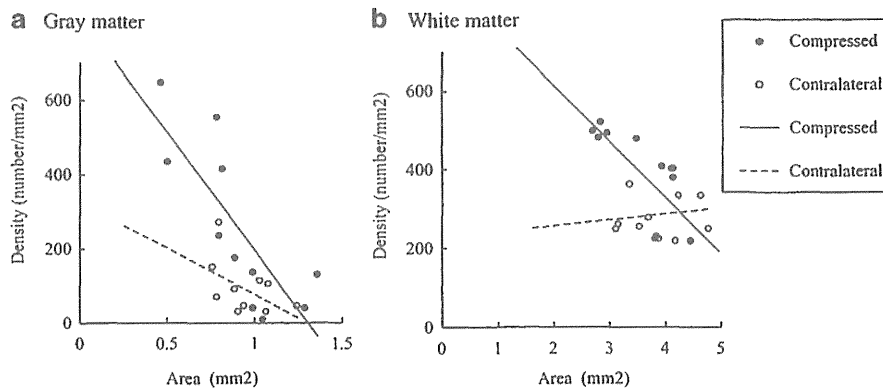 a Gray matter
Density (number/mm2)
600
400
200
0
0 0.5 1 1.5
Area (mm2)
b White matter
Density (number/mm2)
600
400
200
0
0 1 2 3 4 5
Area (mm2)
Compressed
Contralateral
Compressed
Contralateral